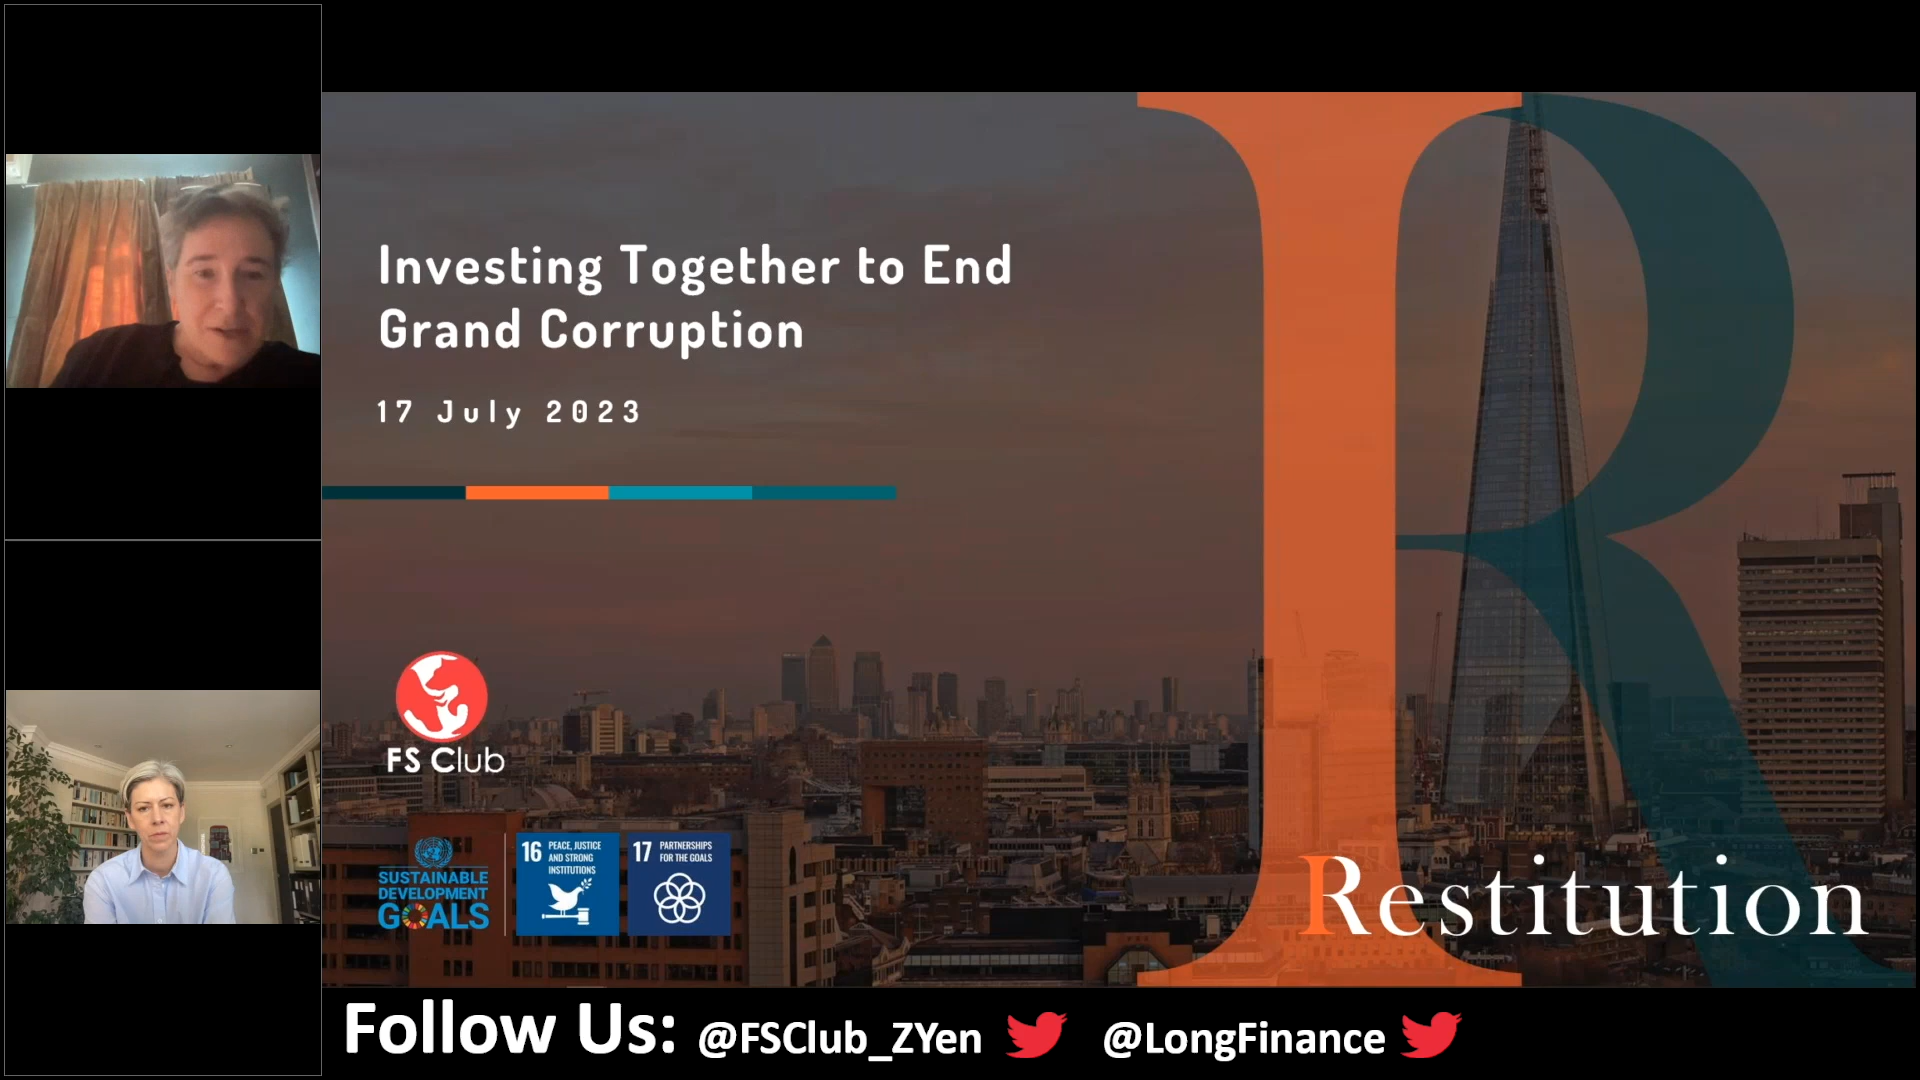 Investing Together to End
Grand Corruption
17 July 2023
FS Club
SUSTAINABLE
DEVELOPMENT
GOALS
16 PEACE, JUSTICE
AND STRONG
INSTITUTIONS
17 PARTNERSHIPS
FOR THE GOALS
R
Restitution
Follow Us: @FSClub_ZYen @LongFinance